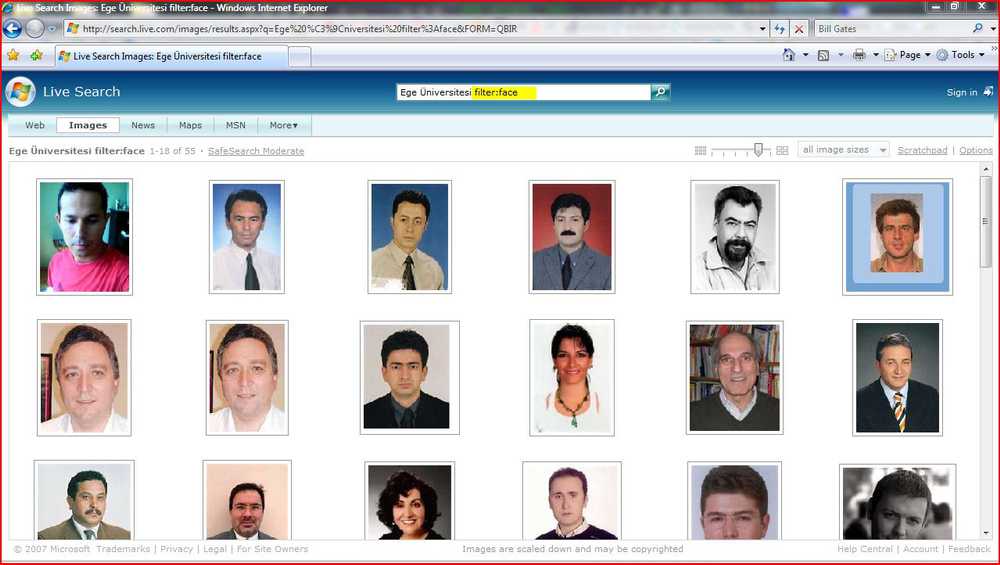 Live Search Images: Ege Üniversitesi filter:face - Windows Internet Explorer
http://search.live.com/images/results.aspx?q=Ege%20%C3%9Cniversitesi%20filter%3Aface&FORM=QBIR
Bill Gates
Live Search Images: Ege Üniversitesi filter:face
Page
Tools
Live Search
Ege Üniversitesi filter:face
Sign in
Web
Images
News
Maps
MSN
More
Ege Üniversitesi filter:face 1-18 of 55 · SafeSearch Moderate
all image sizes
Scratchpad | Options
© 2007 Microsoft Trademarks | Privacy | Legal | For Site Owners
Images are scaled down and may be copyrighted
Help Central | Account | Feedback